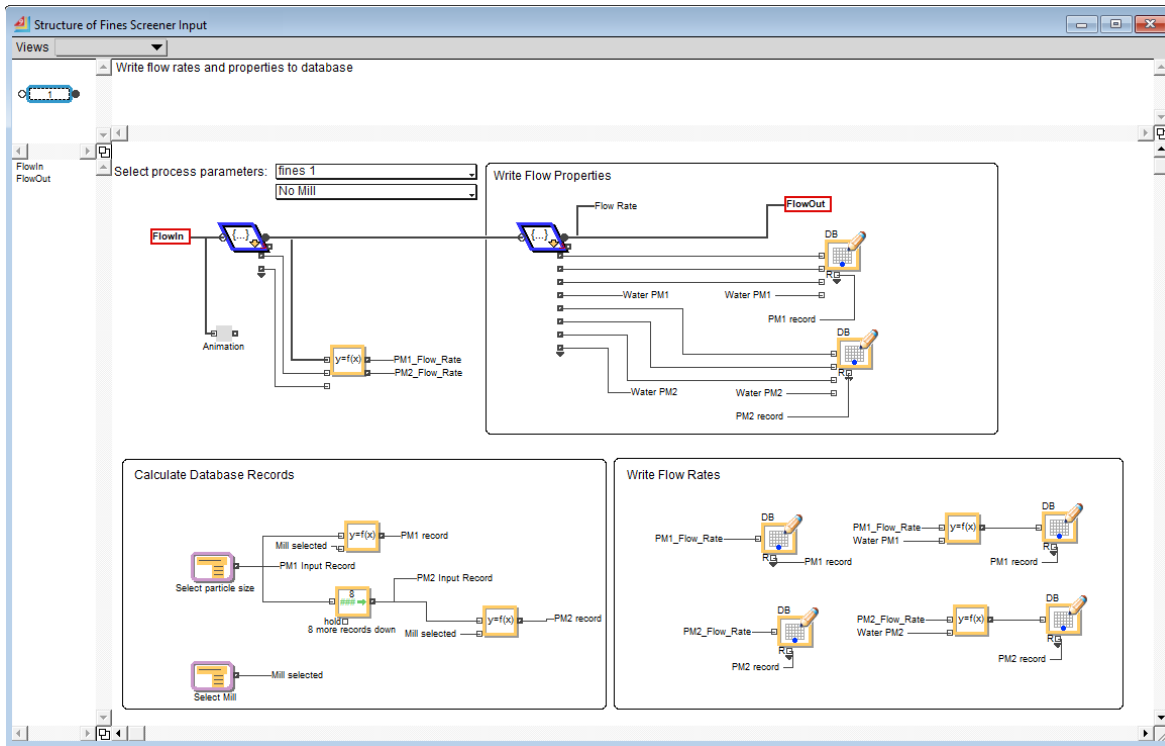 Structure of Fines Screener Input
Views
Write flow rates and properties to database
1
FlowIn
FlowOut
Select process parameters: fines 1
No Mill
Write Flow Properties
Flow Rate
FlowOut
FlowIn
{...}
{...}
DB
R
Water PM1
Water PM1
PM1 record
DB
Animation
y=f(x)
PM1_Flow_Rate
PM2_Flow_Rate
R
Water PM2
Water PM2
PM2 record
Calculate Database Records
y=f(x)
PM1 record
Mill selected
PM1 Input Record
Select particle size
PM2 Input Record
8
###
hold
8 more records down
Mill selected
y=f(x)
PM2 record
Mill selected
Select Mill
Write Flow Rates
DB
PM1_Flow_Rate
R
PM1 record
DB
PM1_Flow_Rate
Water PM1
y=f(x)
R
PM1 record
DB
PM2_Flow_Rate
R
PM2 record
DB
PM2_Flow_Rate
Water PM2
y=f(x)
R
PM2 record